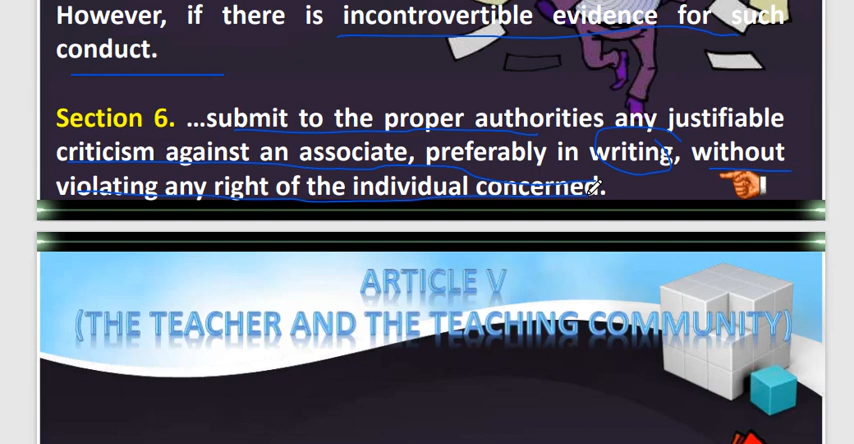 However, if there is incontrovertible evidence for such
conduct.
Section 6. ...submit to the proper authorities any justifiable
criticism against an associate, preferably in writing, without
violating any right of the individual concerned.
ARTICLE V
(THE TEACHER AND THE TEACHING COMMUNITY)